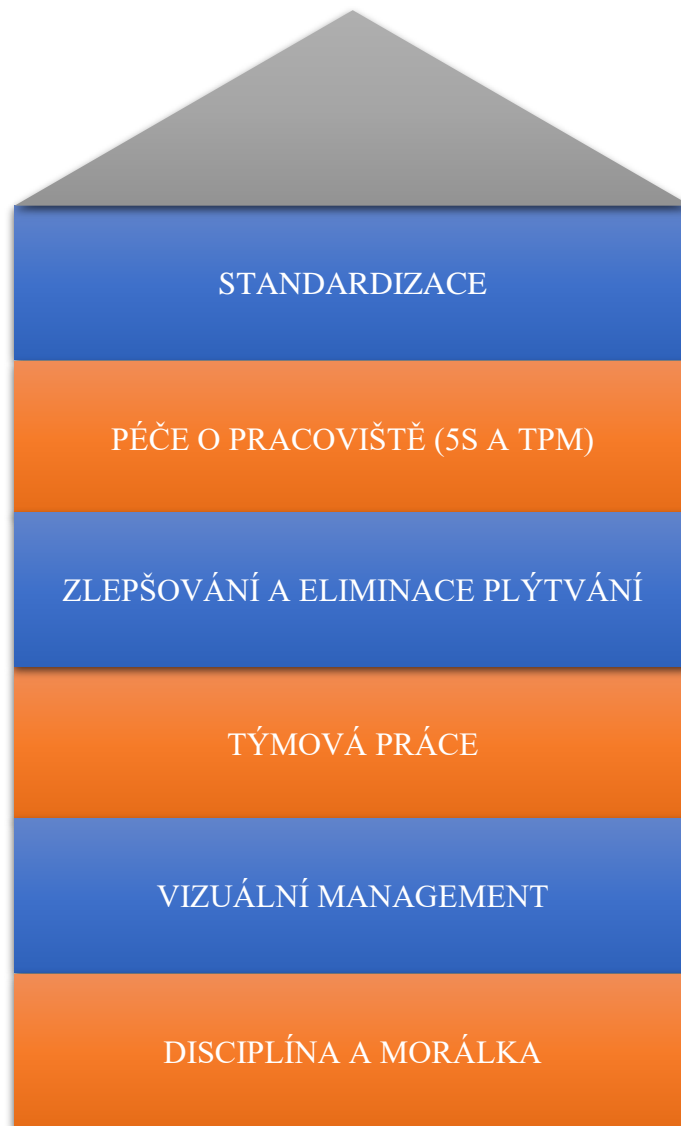 STANDARDIZACE
PÉČE O PRACOVIŠTĚ (5S A TPM)
ZLEPŠOVÁNÍ A ELIMINACE PLÝTVÁNÍ
TÝMOVÁ PRÁCE
VIZUÁLNÍ MANAGEMENT
DISCIPLÍNA A MORÁLKA